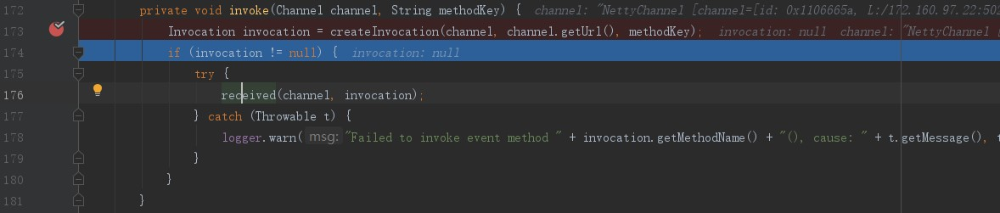 172 private void invoke(Channel channel, String methodKey) { channel: "NettyChannel [channel=[id: 0x1106665a, L:/172.160.97.22:502
173 Invocation invocation = createInvocation(channel, channel.getUrl(), methodKey); invocation: null channel: "NettyChannel [
174 if (invocation != null) { invocation: null
175 try {
176 received(channel, invocation);
177 } catch (Throwable t) {
178 logger.warn( msg: "Failed to invoke event method " + invocation.getMethodName() + "(), cause: " + t.getMessage(), t
179 }
180 }
181 }